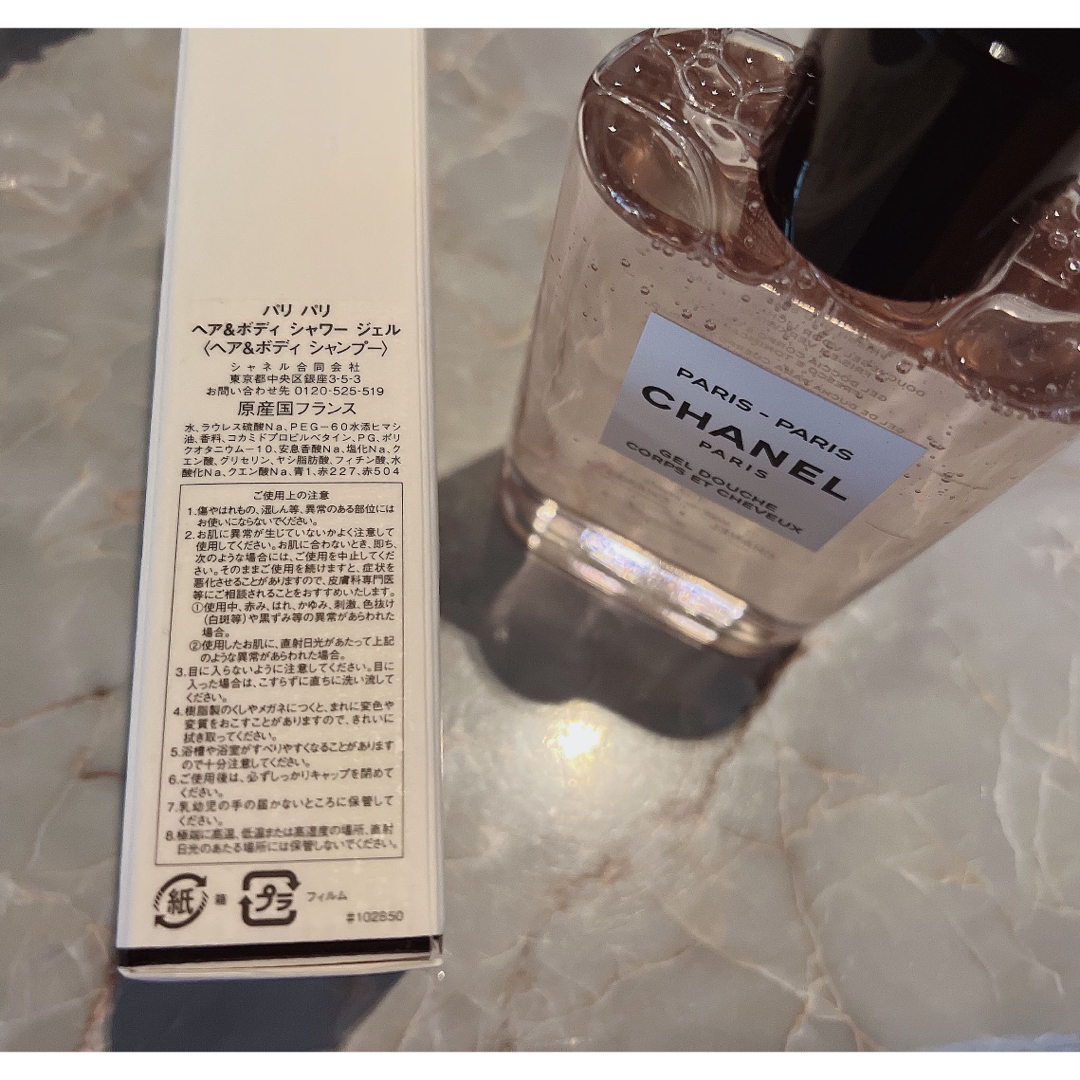 パリ パリ
ヘア&ボディ シャワー ジェル
〈ヘア&ボディ シャンプー〉
シャネル合同会社
東京都中央区銀座3-5-3
お問い合わせ先 0120-525-519
原産国フランス
水、ラウレス硫酸Na、PEG-60水添ヒマシ
油、香料、コカミドプロピルベタイン、PG、ポリ
クオタニウム-10、安息香酸Na、塩化Na、ク
エン酸、グリセリン、ヤシ脂肪酸、フィチン酸、水
酸化Na、クエン酸Na、青1、赤227、赤504
ご使用上の注意
1.傷やはれもの、湿しん等、異常のある部位には
お使いにならないでください。
2.お肌に異常が生じていないかよく注意して
使用してください。お肌に合わないとき、即ち、
次のような場合には、ご使用を中止してくだ
さい。そのままご使用を続けますと、症状を
悪化させることがありますので、皮膚科専門医
等にご相談されることをおすすめいたします。
①使用中、赤み、はれ、かゆみ、刺激、色抜け
(白斑等)や黒ずみ等の異常があらわれた
場合。
②使用したお肌に、直射日光があたって上記
のような異常があらわれた場合。
3.目に入らないように注意してください。目に
入った場合は、こすらずに直ちに洗い流して
ください。
4.樹脂製のくしやメガネにつくと、まれに変色や
変質をおこすことがありますので、きれいに
拭き取ってください。
5.浴槽や浴室がすべりやすくなることがあります
ので十分注意してください。
6.ご使用後は、必ずしっかりキャップを閉めて
ください。
7.乳幼児の手の届かないところに保管して
ください。
8.極端に高温、低温または高湿度の場所、直射
日光のあたる場所には保管しないでください。
紙 箱 プラ フィルム
#102850
PARIS - PARIS
CHANEL
PARIS
GEL DOUCHE
CORPS ET CHEVEUX